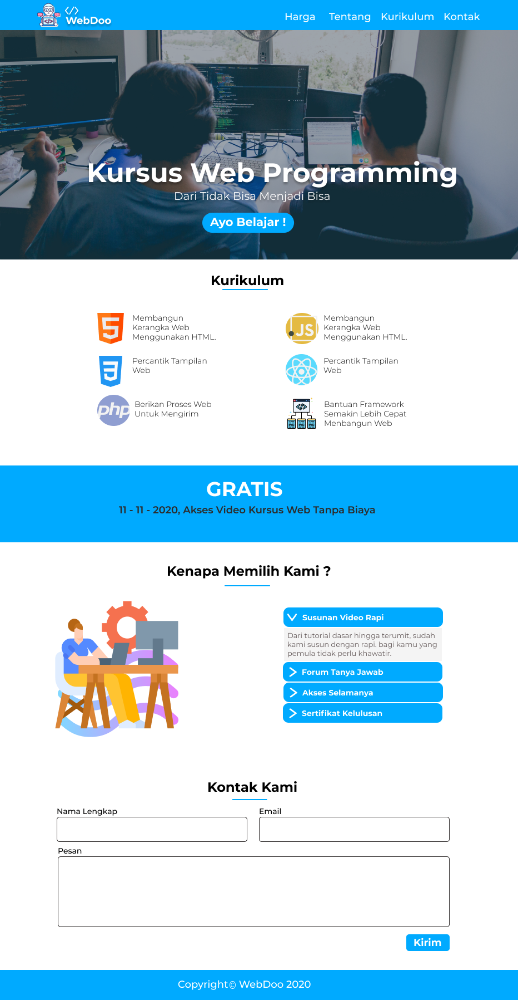 </>
WebDoo
Harga Tentang Kurikulum Kontak
Kursus Web Programming
Dari Tidak Bisa Menjadi Bisa
Ayo Belajar !
Kurikulum
5
Membangun
Kerangka Web
Menggunakan HTML.
JS
Membangun
Kerangka Web
Menggunakan HTML.
3
Percantik Tampilan
Web
Percantik Tampilan
Web
php
Berikan Proses Web
Untuk Mengirim
</>
Bantuan Framework
Semakin Lebih Cepat
Menbangun Web
GRATIS
11 - 11 - 2020, Akses Video Kursus Web Tanpa Biaya
Kenapa Memilih Kami ?
Susunan Video Rapi
Dari tutorial dasar hingga terumit, sudah
kami susun dengan rapi. bagi kamu yang
pemula tidak perlu khawatir.
Forum Tanya Jawab
Akses Selamanya
Sertifikat Kelulusan
Kontak Kami
Nama Lengkap
Email
Pesan
Kirim
Copyright© WebDoo 2020